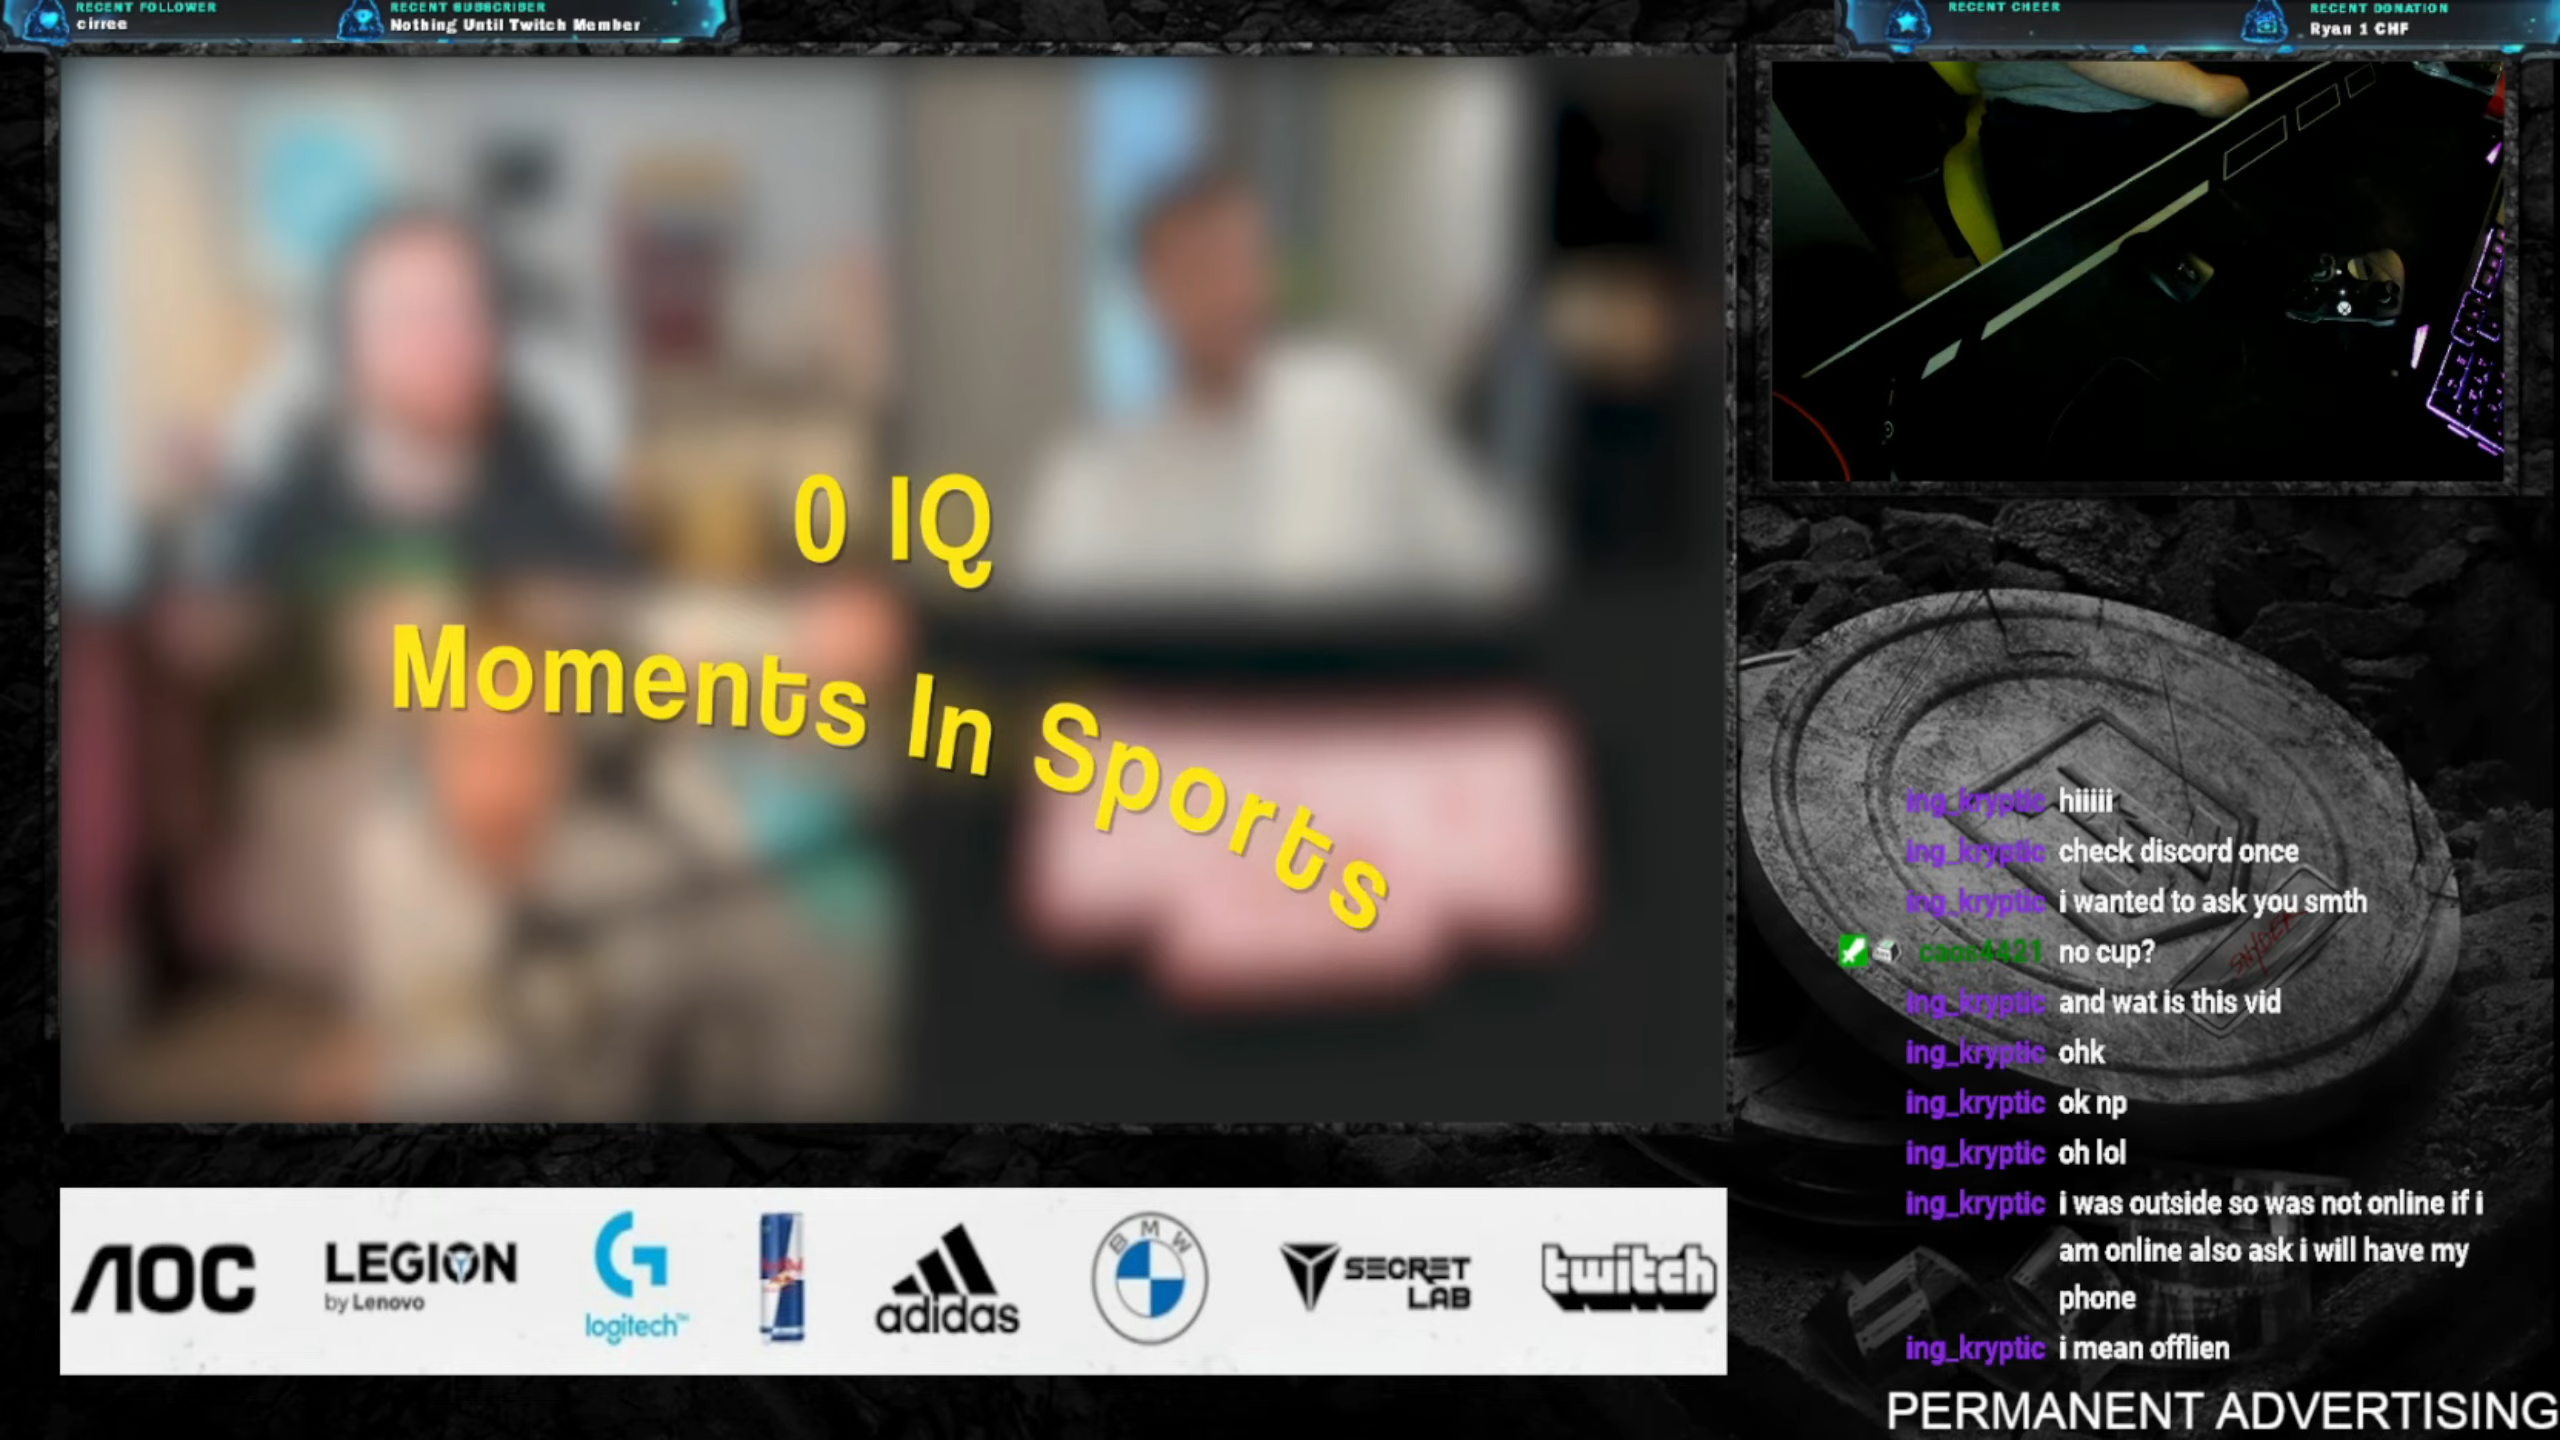 RECENT FOLLOWER
cirree
RECENT SUBSCRIBER
Nothing Until Twitch Member
RECENT CHEER
RECENT DONATION
Ryan 1 CHF
0 IQ
Moments In Sports
ing_kryptic hiiiii
ing_kryptic check discord once
ing_kryptic i wanted to ask you smth
caos4421 no cup?
ing_kryptic and wat is this vid
ing_kryptic ohk
ing_kryptic ok np
ing_kryptic oh lol
ing_kryptic i was outside so was not online if i
am online also ask i will have my
phone
ing_kryptic i mean offlien
SNYDER
AOC
LEGION
by Lenovo
logitech™
adidas
BMW
SECRET
LAB
twitch
PERMANENT ADVERTISING